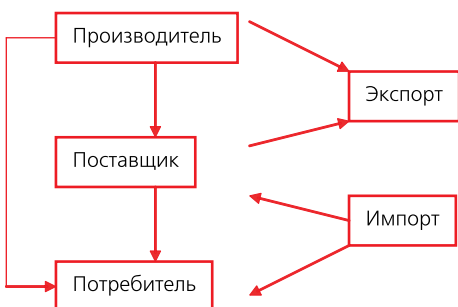 Производитель
Экспорт
Поставщик
Импорт
Потребитель